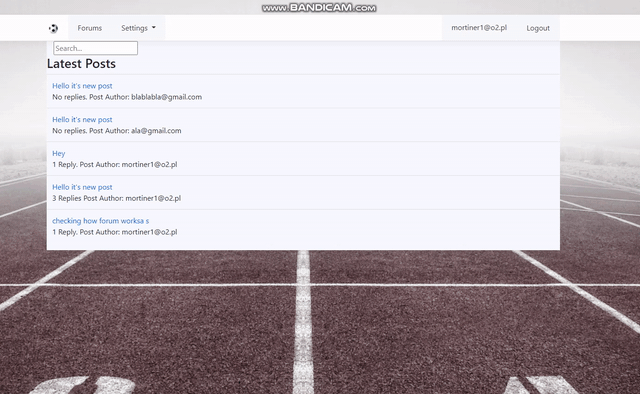 www.BANDICAM.com
Forums Settings mortiner1@o2.pl Logout
Search...
Latest Posts
Hello it's new post
No replies. Post Author: blablabla@gmail.com
Hello it's new post
No replies. Post Author: ala@gmail.com
Hey
1 Reply. Post Author: mortiner1@o2.pl
Hello it's new post
3 Replies Post Author: mortiner1@o2.pl
checking how forum worksa s
1 Reply. Post Author: mortiner1@o2.pl